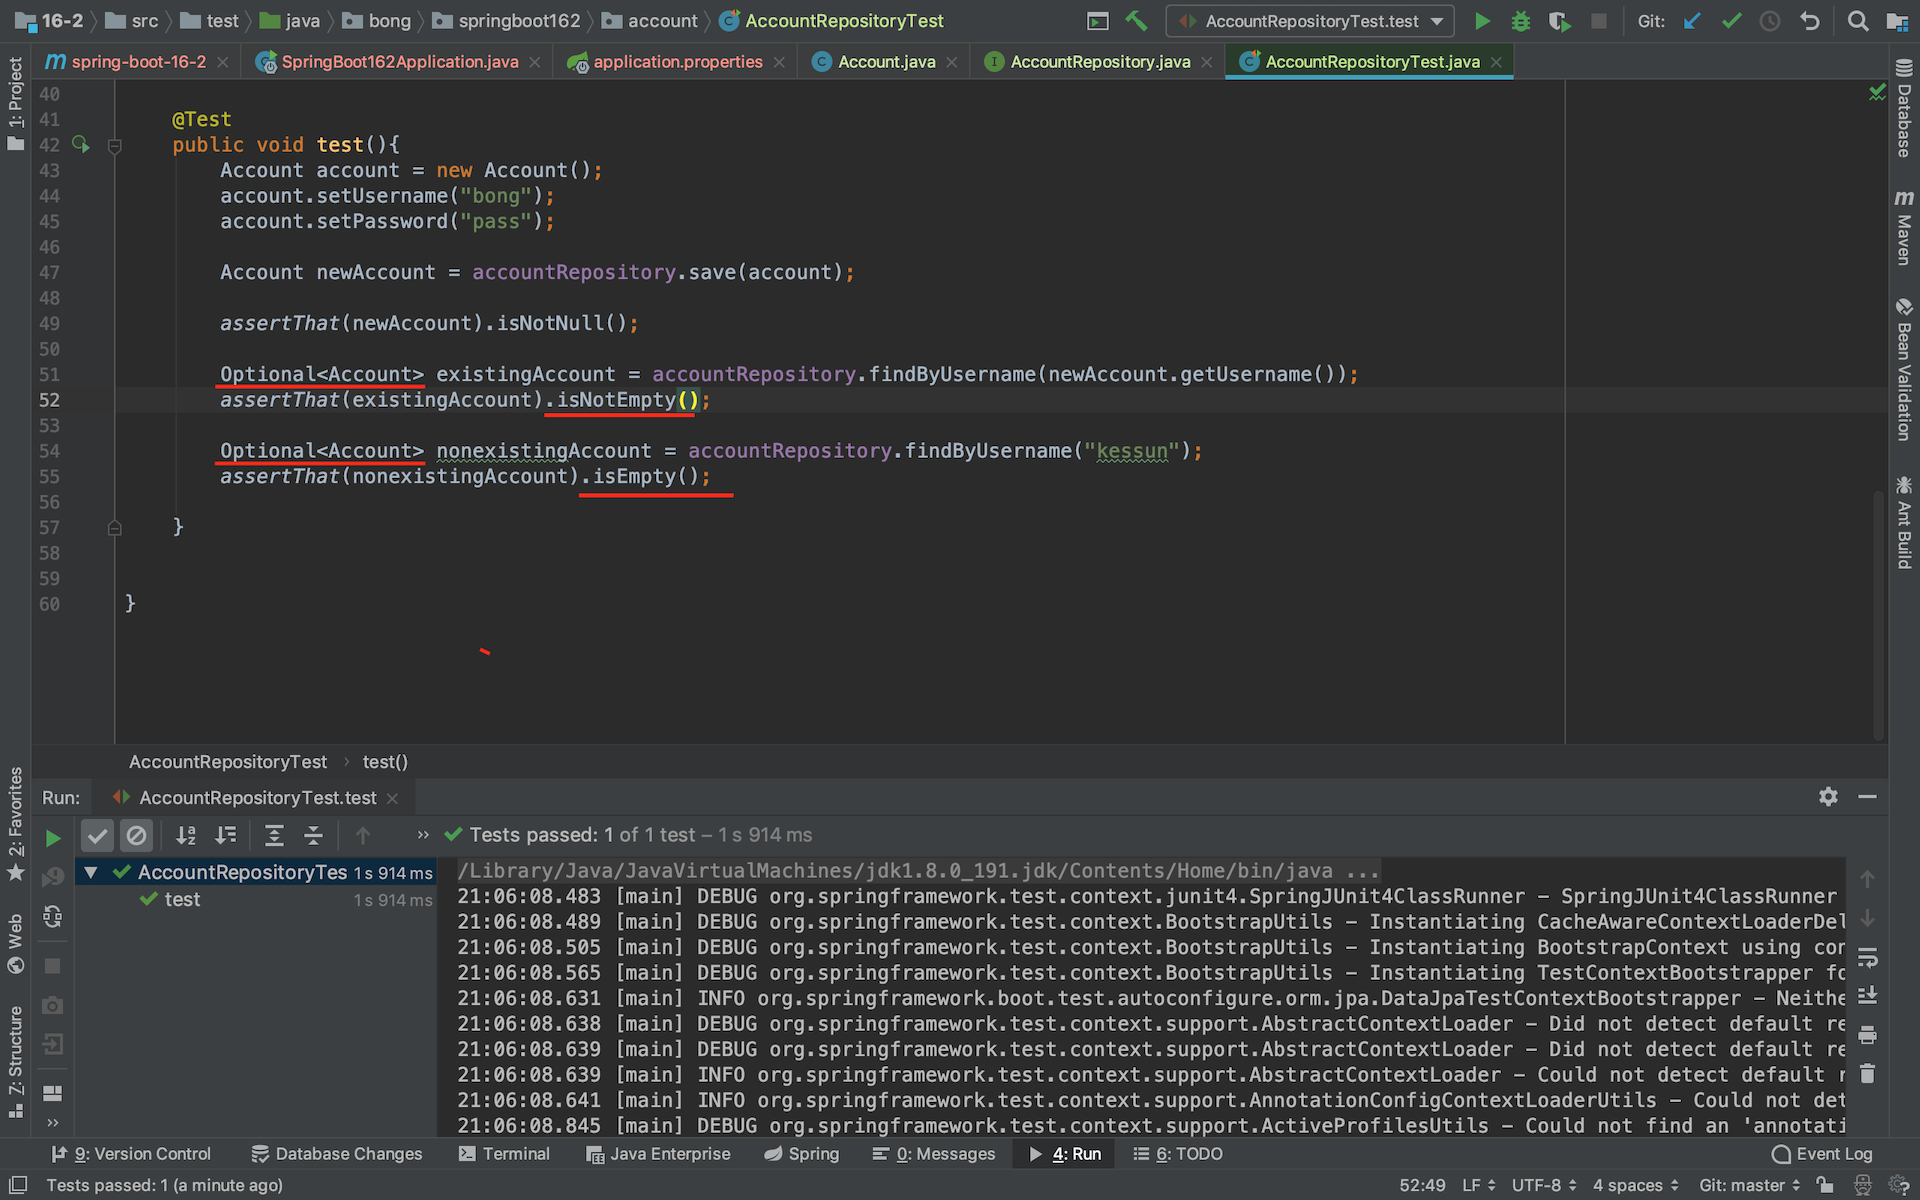 16-2 src test java bong springboot162 account AccountRepositoryTest AccountRepositoryTest.test Git:
spring-boot-16-2 SpringBoot162Application.java application.properties Account.java AccountRepository.java AccountRepositoryTest.java
1: Project
Database
Maven
Bean Validation
Ant Build
40
41 @Test
42 public void test(){
43 Account account = new Account();
44 account.setUsername("bong");
45 account.setPassword("pass");
46
47 Account newAccount = accountRepository.save(account);
48
49 assertThat(newAccount).isNotNull();
50
51 Optional<Account> existingAccount = accountRepository.findByUsername(newAccount.getUsername());
52 assertThat(existingAccount).isNotEmpty();
53
54 Optional<Account> nonexistingAccount = accountRepository.findByUsername("kessun");
55 assertThat(nonexistingAccount).isEmpty();
56
57 }
58
59
60 }
AccountRepositoryTest › test()
2: Favorites
Web
Z: Structure
Run: AccountRepositoryTest.test
Tests passed: 1 of 1 test – 1 s 914 ms
AccountRepositoryTes 1 s 914 ms
test 1 s 914 ms
/Library/Java/JavaVirtualMachines/jdk1.8.0_191.jdk/Contents/Home/bin/java ...
21:06:08.483 [main] DEBUG org.springframework.test.context.junit4.SpringJUnit4ClassRunner – SpringJUnit4ClassRunner
21:06:08.489 [main] DEBUG org.springframework.test.context.BootstrapUtils – Instantiating CacheAwareContextLoaderDel
21:06:08.505 [main] DEBUG org.springframework.test.context.BootstrapUtils – Instantiating BootstrapContext using con
21:06:08.565 [main] DEBUG org.springframework.test.context.BootstrapUtils – Instantiating TestContextBootstrapper fo
21:06:08.631 [main] INFO org.springframework.boot.test.autoconfigure.orm.jpa.DataJpaTestContextBootstrapper – Neithe
21:06:08.638 [main] DEBUG org.springframework.test.context.support.AbstractContextLoader – Did not detect default re
21:06:08.639 [main] DEBUG org.springframework.test.context.support.AbstractContextLoader – Did not detect default re
21:06:08.639 [main] INFO org.springframework.test.context.support.AbstractContextLoader – Could not detect default r
21:06:08.641 [main] INFO org.springframework.test.context.support.AnnotationConfigContextLoaderUtils – Could not det
21:06:08.845 [main] DEBUG org.springframework.test.context.support.ActiveProfilesUtils – Could not find an 'annotati
9: Version Control Database Changes Terminal Java Enterprise Spring 0: Messages 4: Run 6: TODO Event Log
Tests passed: 1 (a minute ago) 52:49 LF UTF-8 4 spaces Git: master